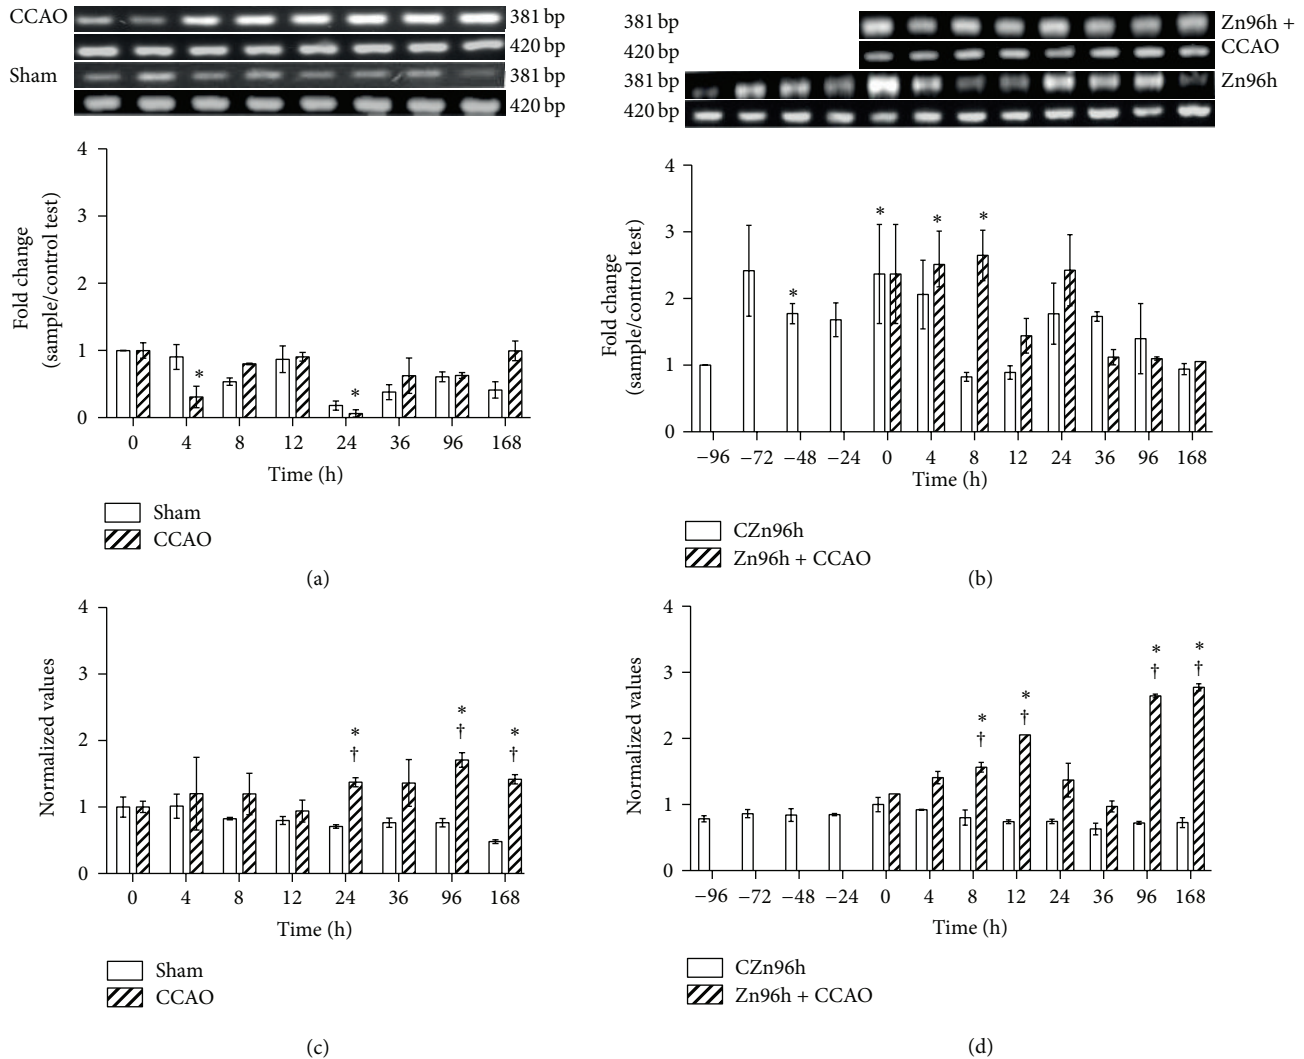 CCAO
381 bp
420 bp
Sham
381 bp
420 bp
4
3
2
1
0
Fold change
(sample/control test)
*
*
0 4 8 12 24 36 96 168
Time (h)
Sham
CCAO
(a)
381 bp
Zn96h +
CCAO
420 bp
381 bp
Zn96h
420 bp
4
3
2
1
0
Fold change
(sample/control test)
* * * *
−96 −72 −48 −24 0 4 8 12 24 36 96 168
Time (h)
CZn96h
Zn96h + CCAO
(b)
4
3
2
1
0
Normalized values
* * *
† † †
0 4 8 12 24 36 96 168
Time (h)
Sham
CCAO
(c)
4
3
2
1
0
Normalized values
* * * *
† † † †
−96 −72 −48 −24 0 4 8 12 24 36 96 168
Time (h)
CZn96h
Zn96h + CCAO
(d)